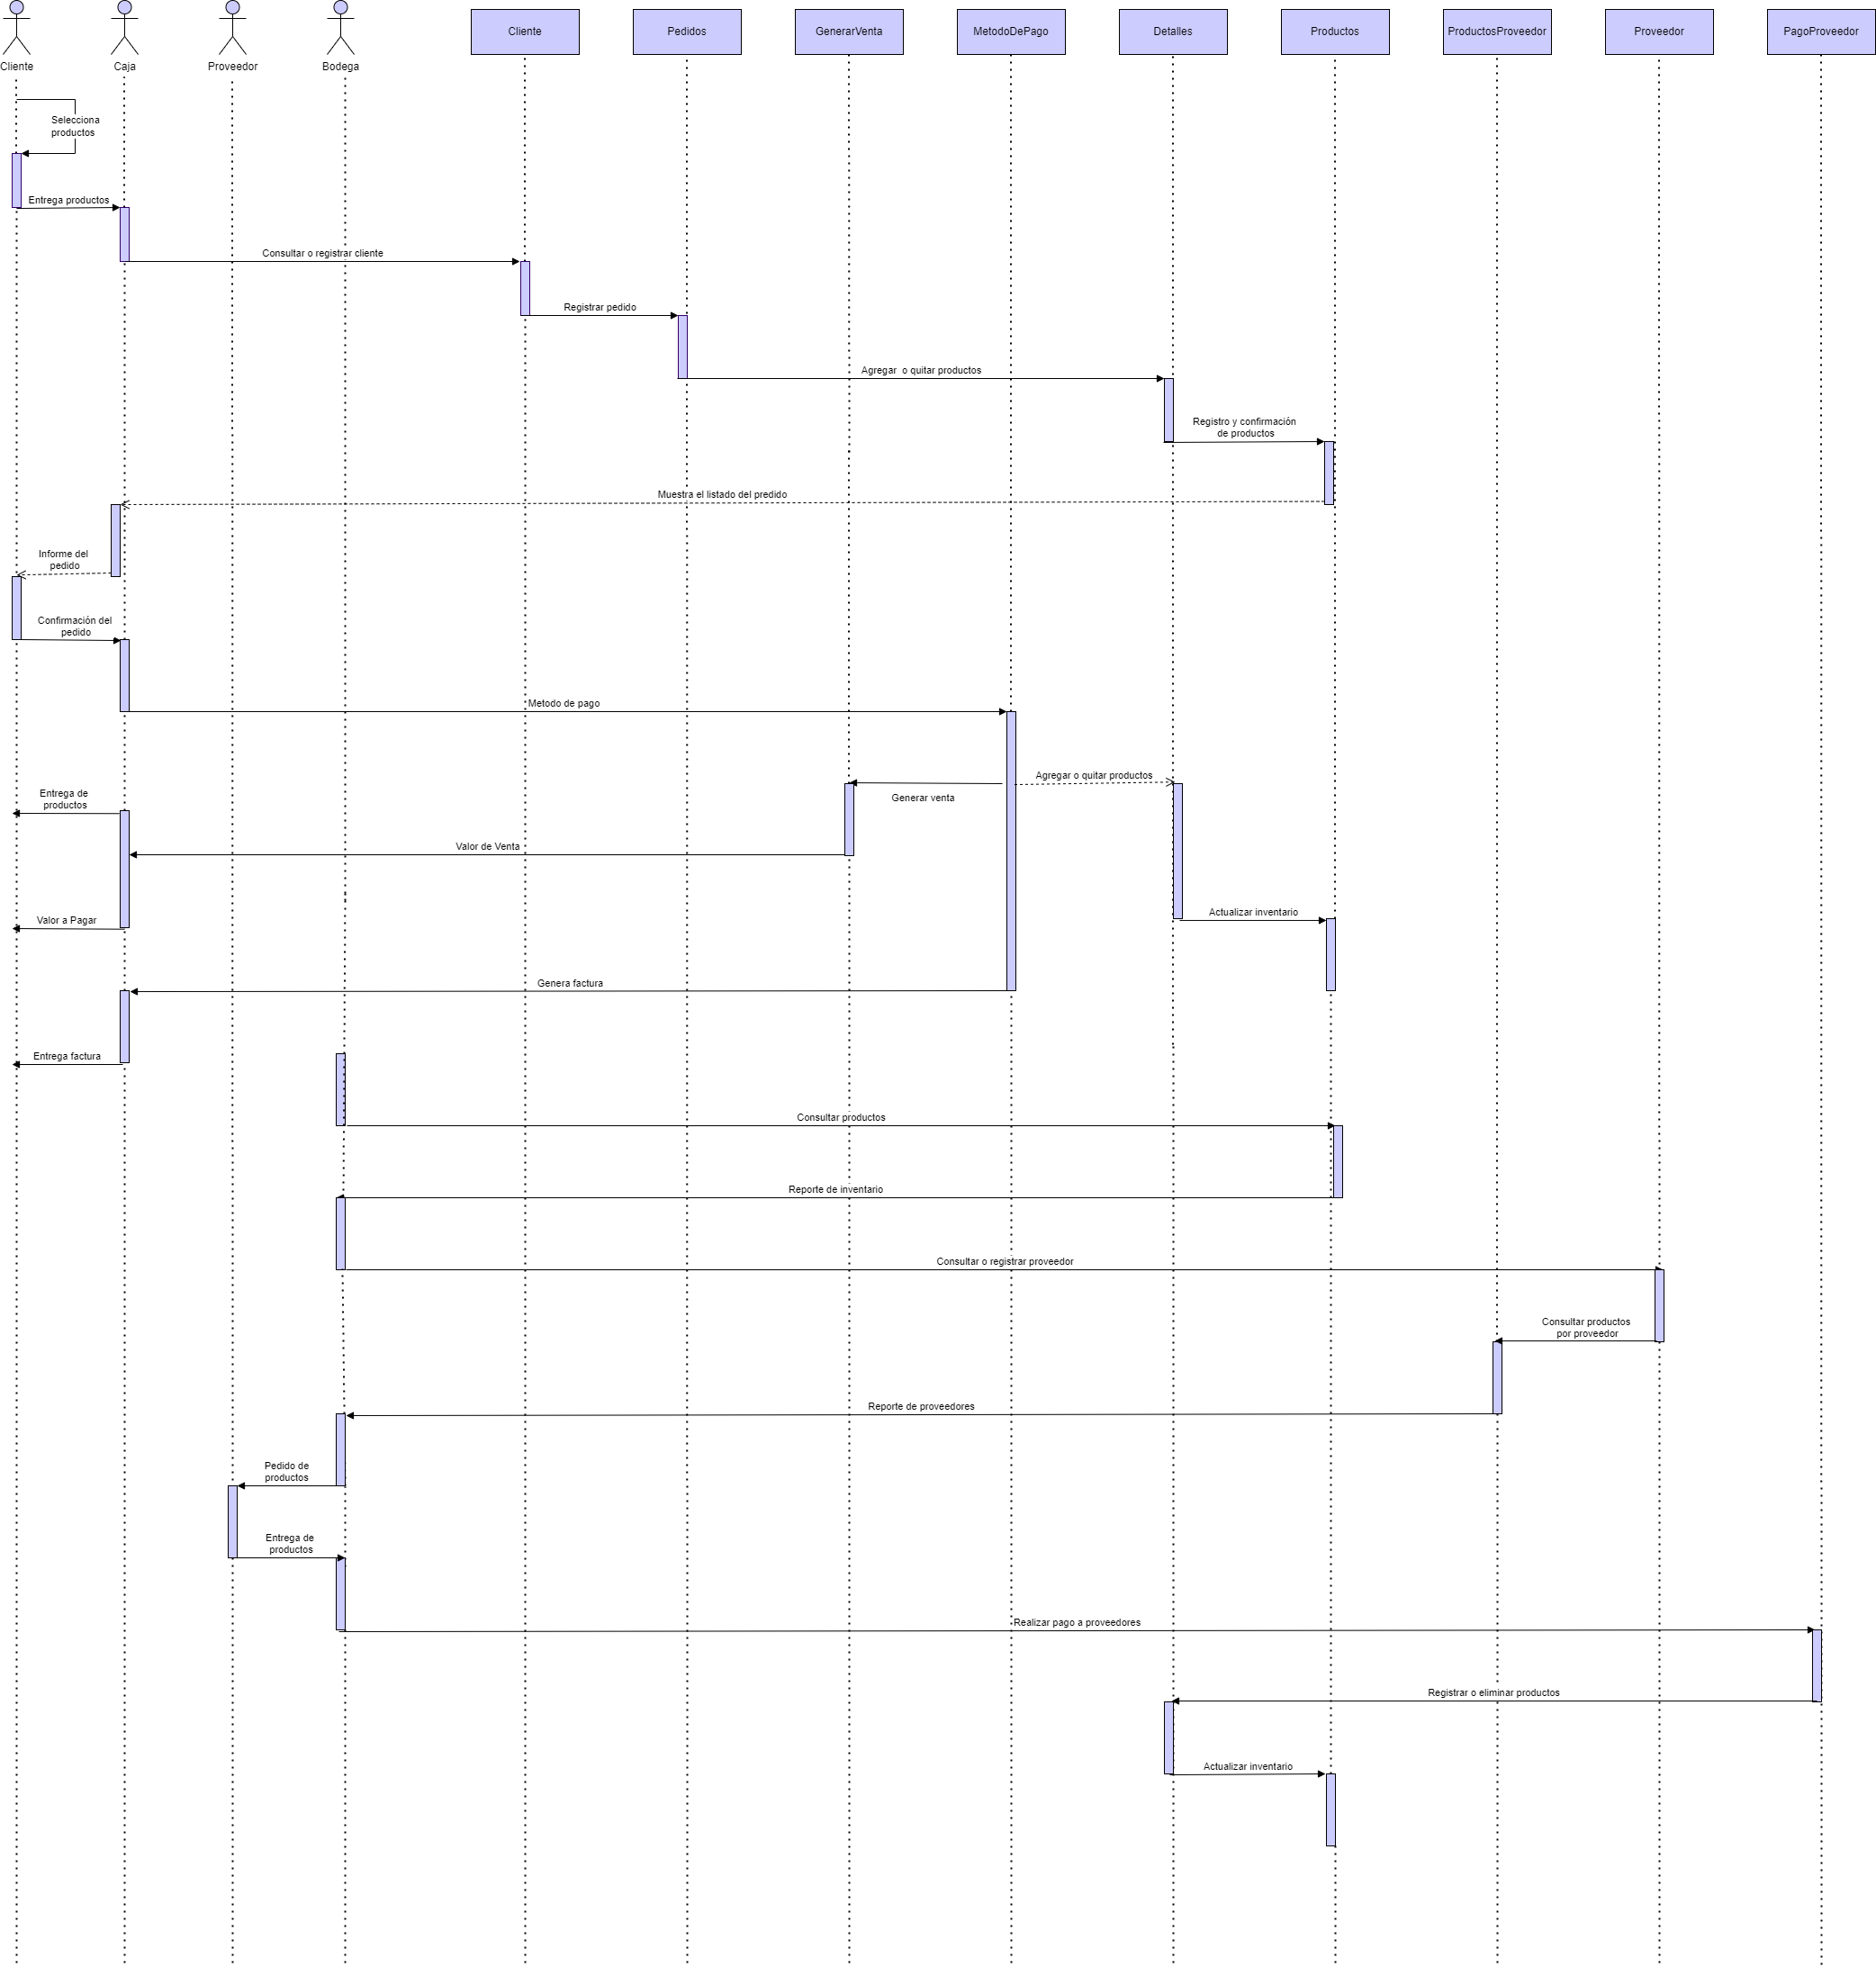 Cliente
Caja
Proveedor
Bodega
Cliente
Pedidos
GenerarVenta
MetodoDePago
Detalles
Productos
ProductosProveedor
Proveedor
PagoProveedor
Selecciona
productos
Entrega productos
Consultar o registrar cliente
Registrar pedido
Agregar o quitar productos
Registro y confirmación
de productos
Muestra el listado del predido
Informe del
pedido
Confirmación del
pedido
Metodo de pago
Agregar o quitar productos
Generar venta
Entrega de
productos
Valor de Venta
Valor a Pagar
Actualizar inventario
Genera factura
Entrega factura
Consultar productos
Reporte de inventario
Consultar o registrar proveedor
Consultar productos
por proveedor
Reporte de proveedores
Pedido de
productos
Entrega de
productos
Realizar pago a proveedores
Registrar o eliminar productos
Actualizar inventario